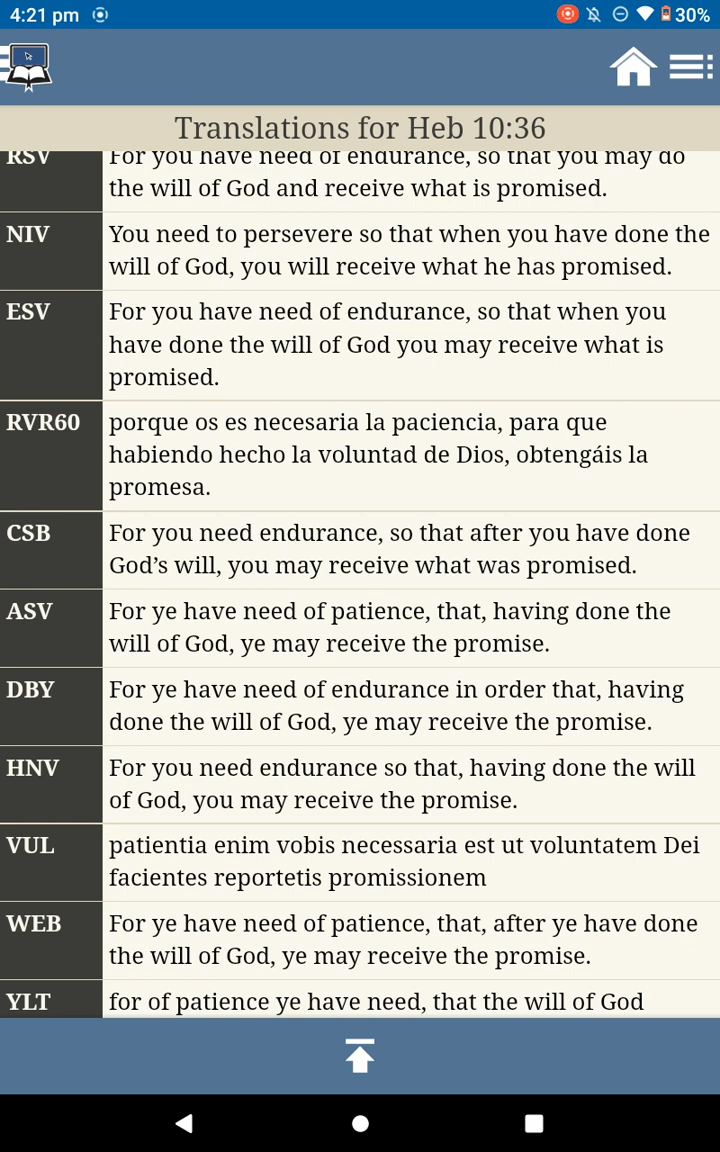 4:21 pm 30%
Translations for Heb 10:36
RSV For you have need of endurance, so that you may do
the will of God and receive what is promised.
NIV You need to persevere so that when you have done the
will of God, you will receive what he has promised.
ESV For you have need of endurance, so that when you
have done the will of God you may receive what is
promised.
RVR60 porque os es necesaria la paciencia, para que
habiendo hecho la voluntad de Dios, obtengáis la
promesa.
CSB For you need endurance, so that after you have done
God’s will, you may receive what was promised.
ASV For ye have need of patience, that, having done the
will of God, ye may receive the promise.
DBY For ye have need of endurance in order that, having
done the will of God, ye may receive the promise.
HNV For you need endurance so that, having done the will
of God, you may receive the promise.
VUL patientia enim vobis necessaria est ut voluntatem Dei
facientes reportetis promissionem
WEB For ye have need of patience, that, after ye have done
the will of God, ye may receive the promise.
YLT for of patience ye have need, that the will of God